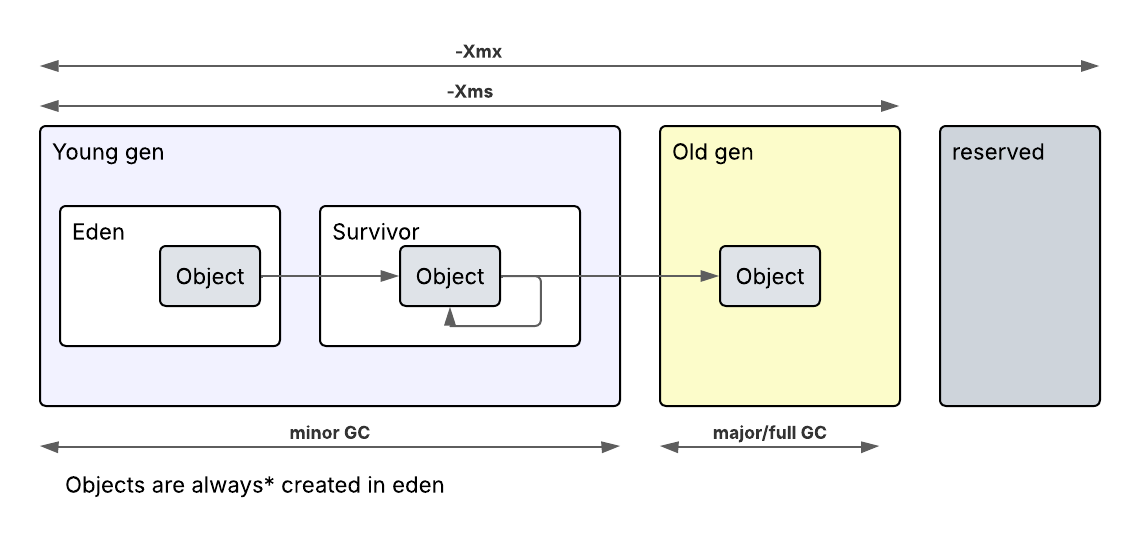 -Xmx
-Xms
Young gen
Old gen
reserved
Eden
Survivor
Object
Object
Object
minor GC
major/full GC
Objects are always* created in eden